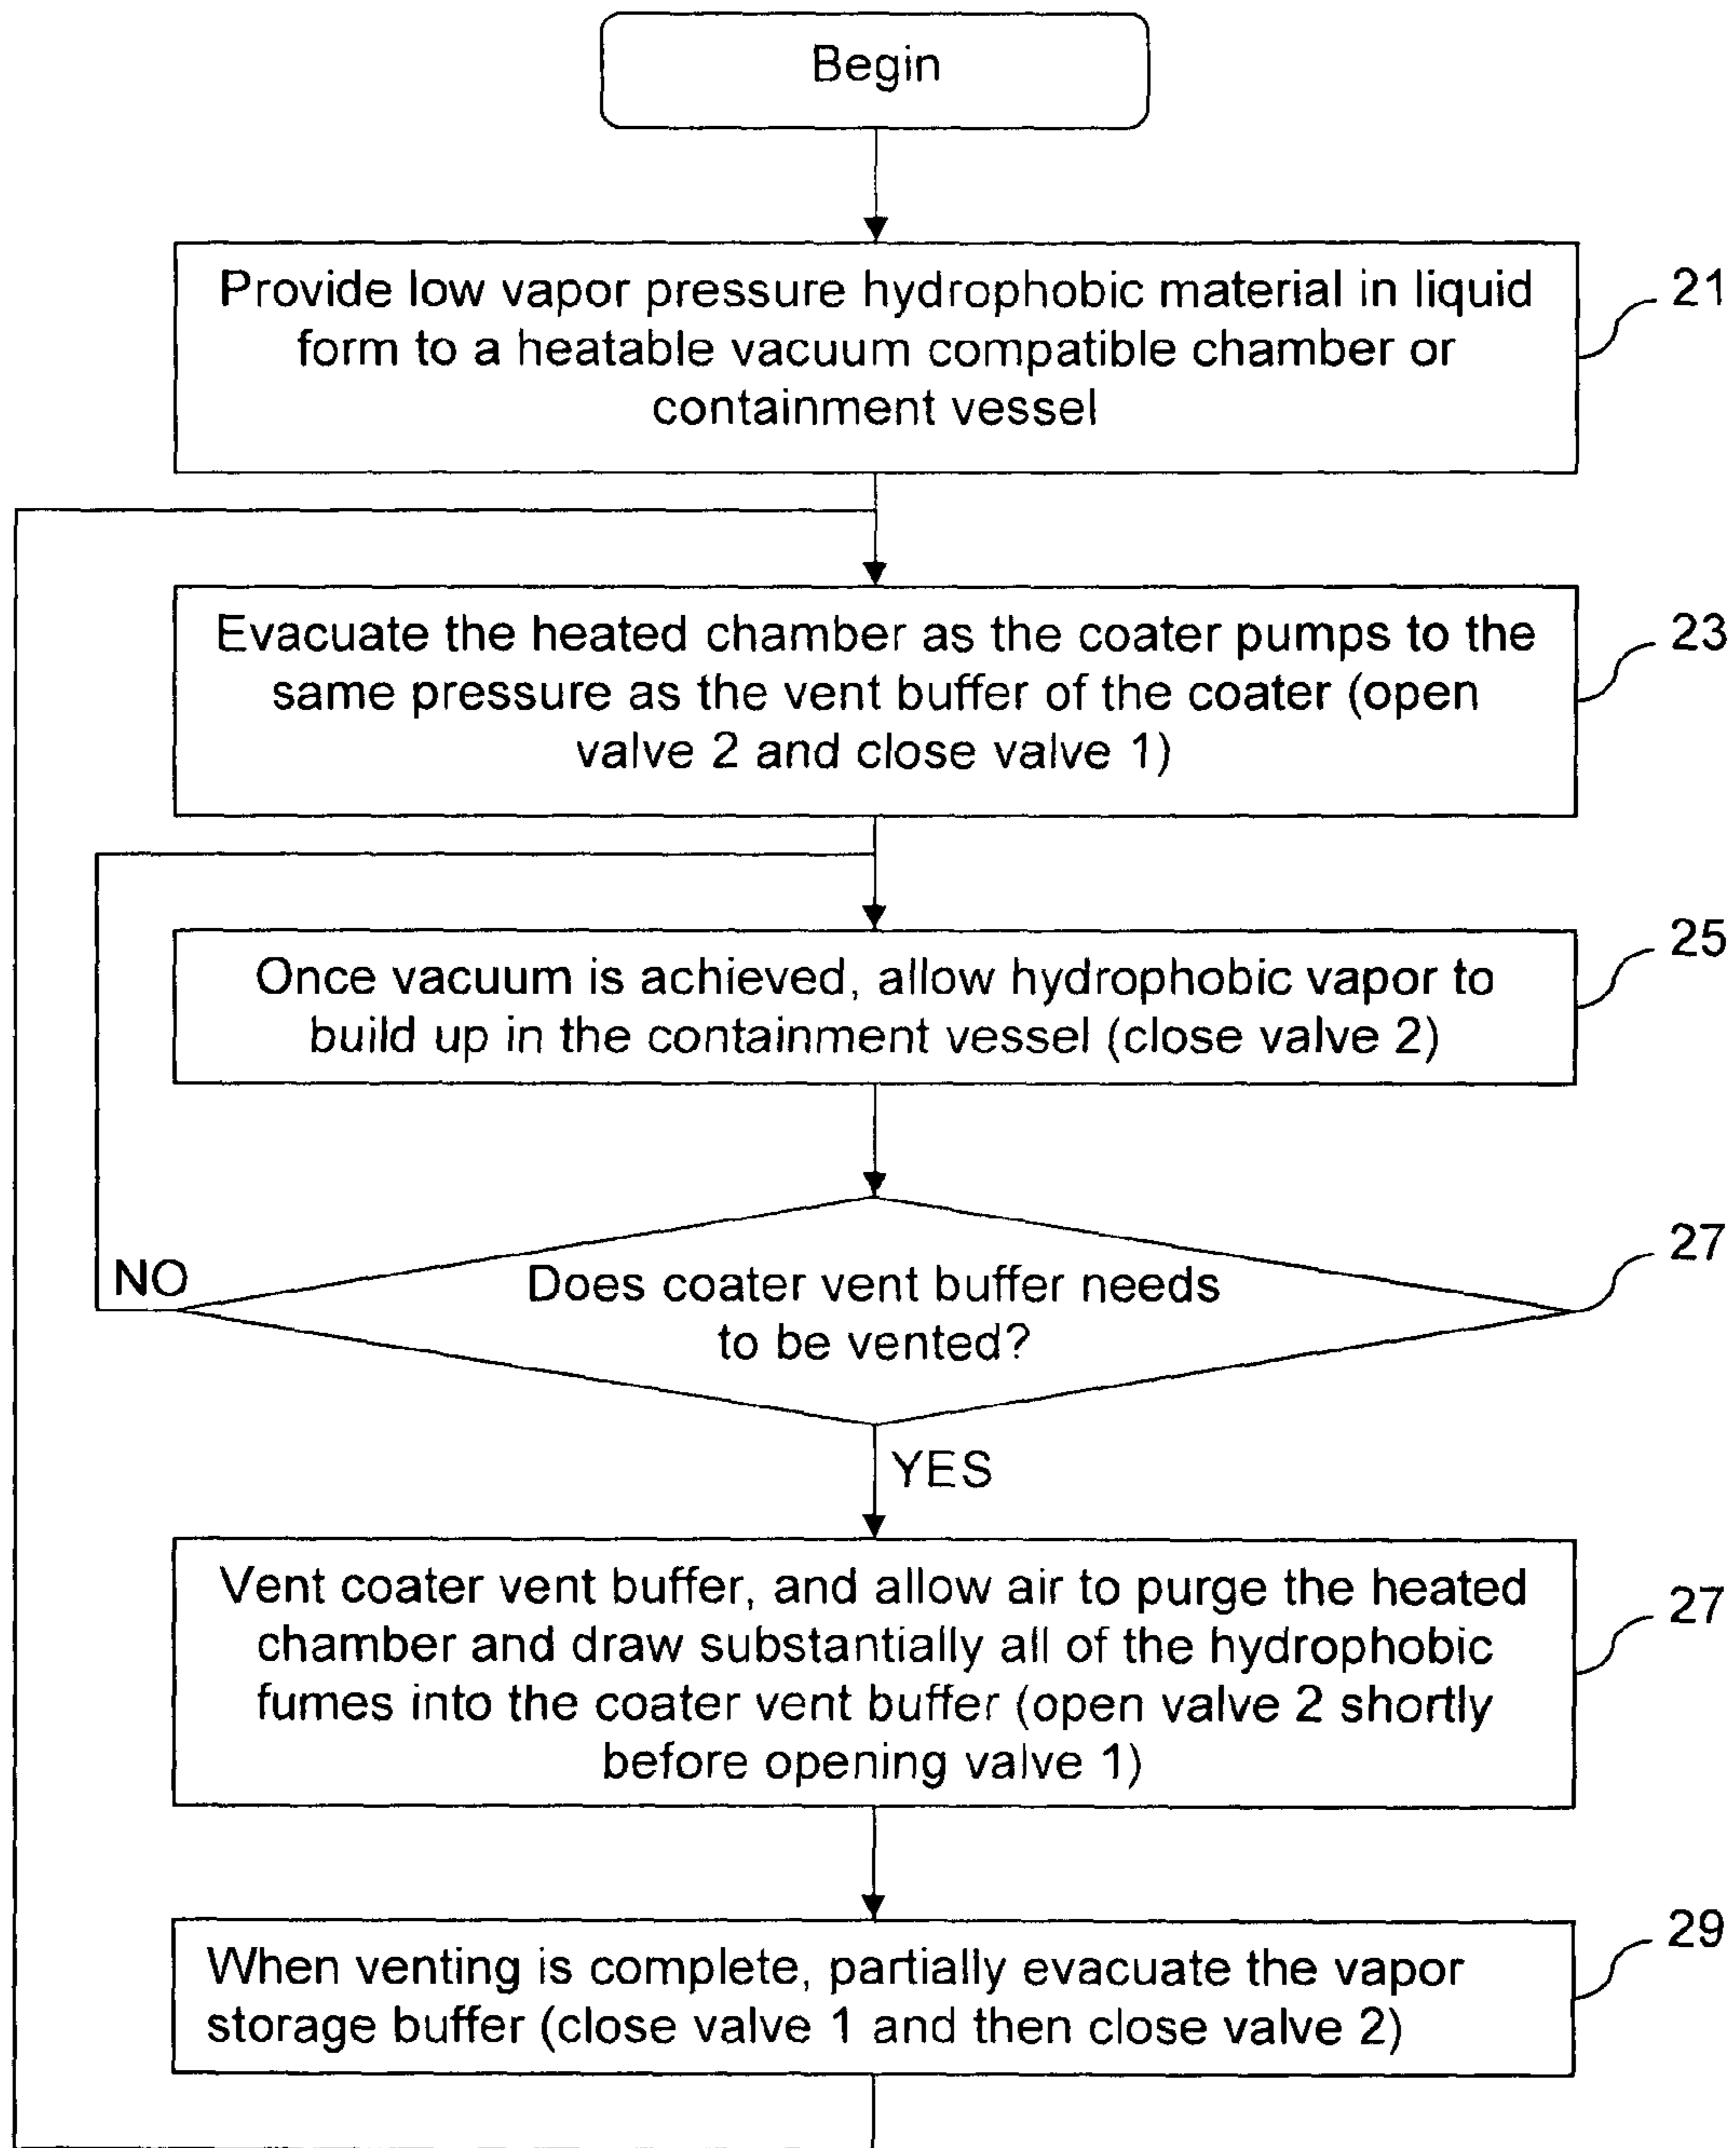 Begin
Provide low vapor pressure hydrophobic material in liquid
form to a heatable vacuum compatible chamber or
containment vessel
21
Evacuate the heated chamber as the coater pumps to the
same pressure as the vent buffer of the coater (open
valve 2 and close valve 1)
23
Once vacuum is achieved, allow hydrophobic vapor to
build up in the containment vessel (close valve 2)
25
Does coater vent buffer needs
to be vented?
27
NO
YES
Vent coater vent buffer, and allow air to purge the heated
chamber and draw substantially all of the hydrophobic
fumes into the coater vent buffer (open valve 2 shortly
before opening valve 1)
27
When venting is complete, partially evacuate the vapor
storage buffer (close valve 1 and then close valve 2)
29